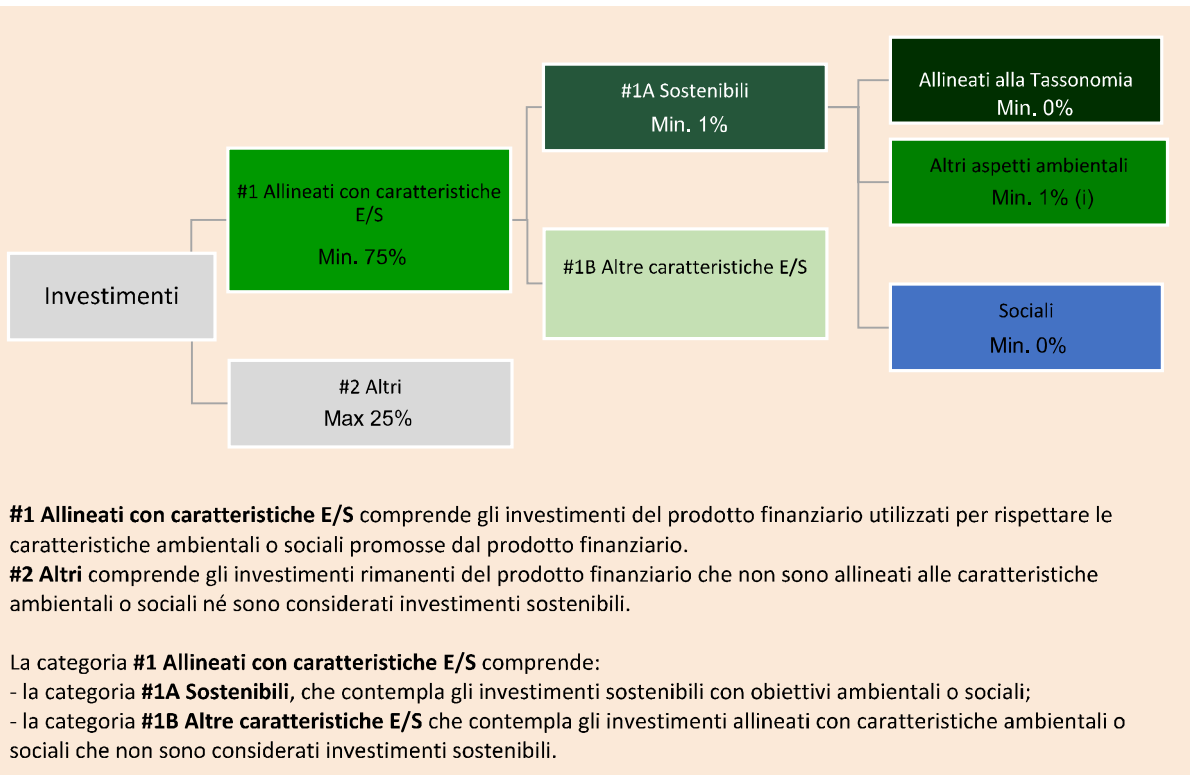 Investimenti
#1 Allineati con caratteristiche
E/S
Min. 75%
#2 Altri
Max 25%
#1A Sostenibili
Min. 1%
#1B Altre caratteristiche E/S
Allineati alla Tassonomia
Min. 0%
Altri aspetti ambientali
Min. 1% (i)
Sociali
Min. 0%
#1 Allineati con caratteristiche E/S comprende gli investimenti del prodotto finanziario utilizzati per rispettare le
caratteristiche ambientali o sociali promosse dal prodotto finanziario.
#2 Altri comprende gli investimenti rimanenti del prodotto finanziario che non sono allineati alle caratteristiche
ambientali o sociali né sono considerati investimenti sostenibili.
La categoria #1 Allineati con caratteristiche E/S comprende:
- la categoria #1A Sostenibili, che contempla gli investimenti sostenibili con obiettivi ambientali o sociali;
- la categoria #1B Altre caratteristiche E/S che contempla gli investimenti allineati con caratteristiche ambientali o
sociali che non sono considerati investimenti sostenibili.